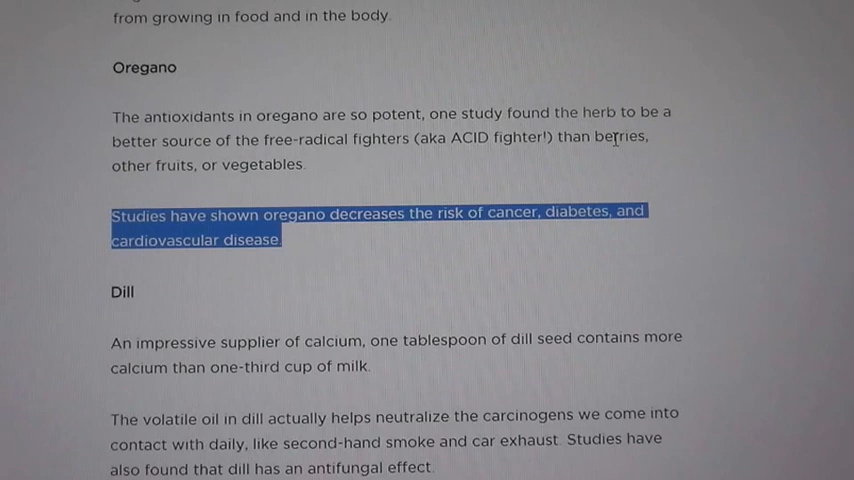 from growing in food and in the body.
Oregano
The antioxidants in oregano are so potent, one study found the herb to be a
better source of the free-radical fighters (aka ACID fighter!) than berries,
other fruits, or vegetables.
Studies have shown oregano decreases the risk of cancer, diabetes, and
cardiovascular disease.
Dill
An impressive supplier of calcium, one tablespoon of dill seed contains more
calcium than one-third cup of milk.
The volatile oil in dill actually helps neutralize the carcinogens we come into
contact with daily, like second-hand smoke and car exhaust. Studies have
also found that dill has an antifungal effect.